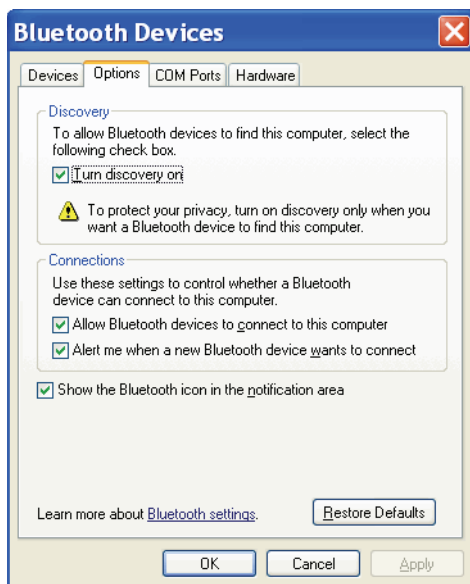 Bluetooth Devices
Devices Options COM Ports Hardware
Discovery
To allow Bluetooth devices to find this computer, select the
following check box.
Turn discovery on
To protect your privacy, turn on discovery only when you
want a Bluetooth device to find this computer.
Connections
Use these settings to control whether a Bluetooth
device can connect to this computer.
Allow Bluetooth devices to connect to this computer
Alert me when a new Bluetooth device wants to connect
Show the Bluetooth icon in the notification area
Learn more about Bluetooth settings.
Restore Defaults
OK Cancel Apply